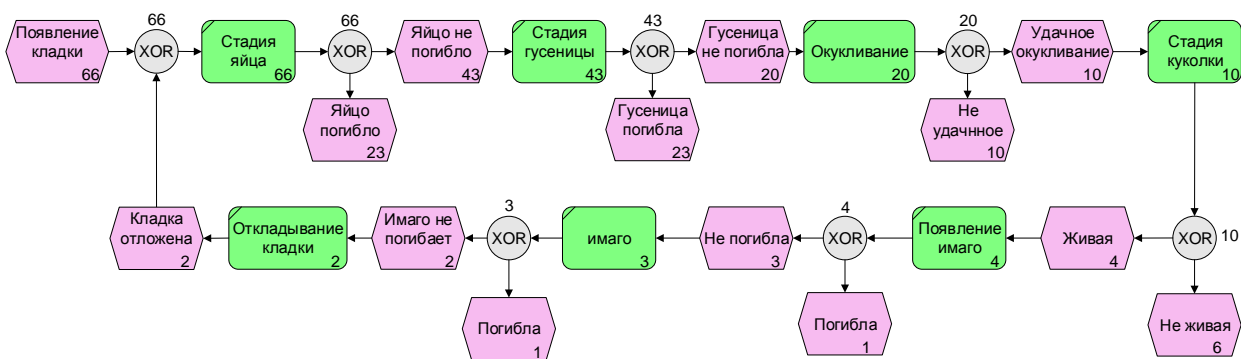 Появление
кладки
66
66
XOR
Стадия
яйца
66
66
XOR
Яйцо не
погибло
43
Стадия
гусеницы
43
43
XOR
Гусеница
не погибла
20
Окукливание
20
20
XOR
Удачное
окукливание
10
Стадия
куколки
10
Яйцо
погибло
23
Гусеница
погибла
23
Не
удачнное
10
Кладка
отложена
2
Откладывание
кладки
2
Имаго не
погибает
2
3
XOR
имаго
3
Не погибла
3
4
XOR
Появление
имаго
4
Живая
4
XOR
10
Погибла
1
Погибла
1
Не живая
6